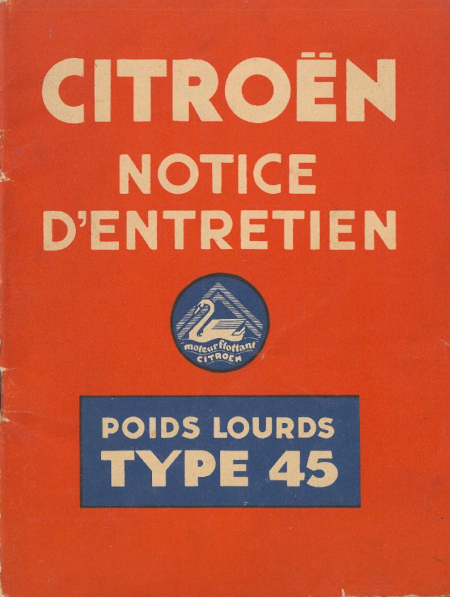 CITROËN
NOTICE
D'ENTRETIEN
moteur flottant
CITROËN
POIDS LOURDS
TYPE 45